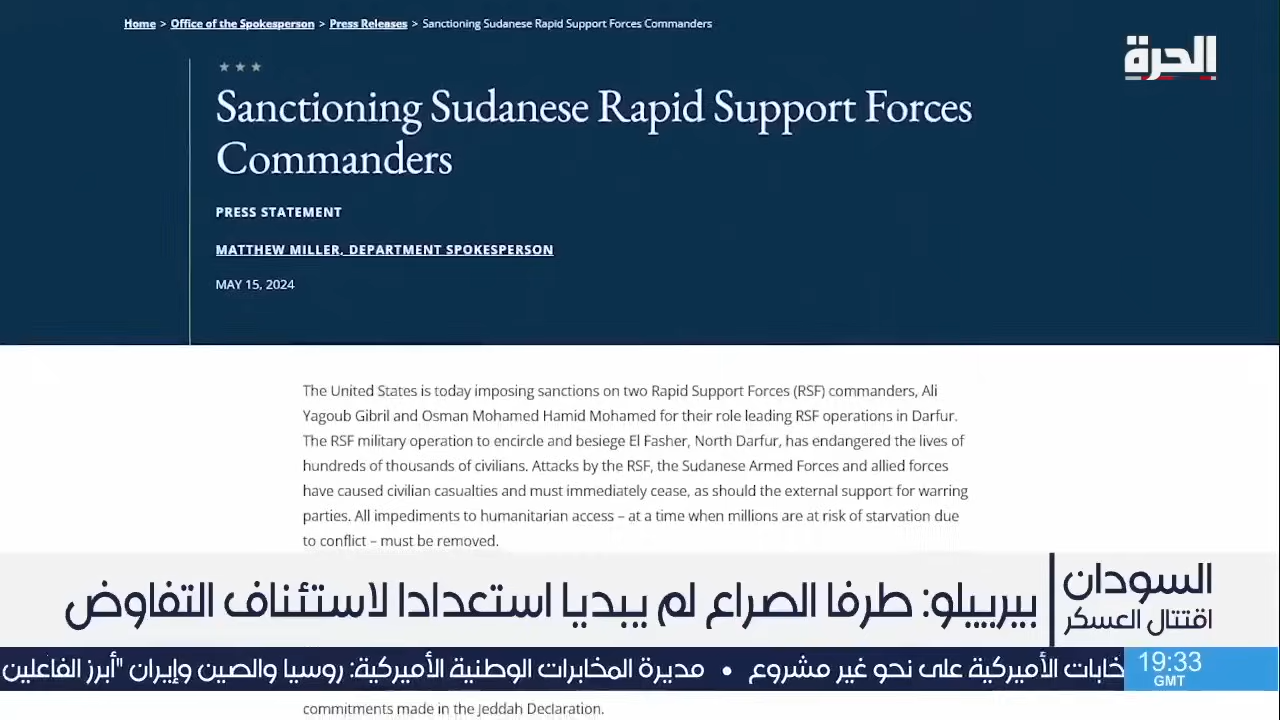 Home > Office of the Spokesperson > Press Releases > Sanctioning Sudanese Rapid Support Forces Commanders
الحرة
Sanctioning Sudanese Rapid Support Forces
Commanders
PRESS STATEMENT
MATTHEW MILLER, DEPARTMENT SPOKESPERSON
MAY 15, 2024
The United States is today imposing sanctions on two Rapid Support Forces (RSF) commanders, Ali
Yagoub Gibril and Osman Mohamed Hamid Mohamed for their role leading RSF operations in Darfur.
The RSF military operation to encircle and besiege El Fasher, North Darfur, has endangered the lives of
hundreds of thousands of civilians. Attacks by the RSF, the Sudanese Armed Forces and allied forces
have caused civilian casualties and must immediately cease, as should the external support for warring
parties. All impediments to humanitarian access – at a time when millions are at risk of starvation due
to conflict – must be removed.
السودان
اقتتال العسكر
بيرييلو: طرفا الصراع لم يبديا استعدادا لاستئناف التفاوض
19:33
GMT
خابات الأميركية على نحو غير مشروع • مديرة المخابرات الوطنية الأميركية: روسيا والصين وإيران "أبرز الفاعلين
commitments made in the Jeddah Declaration.